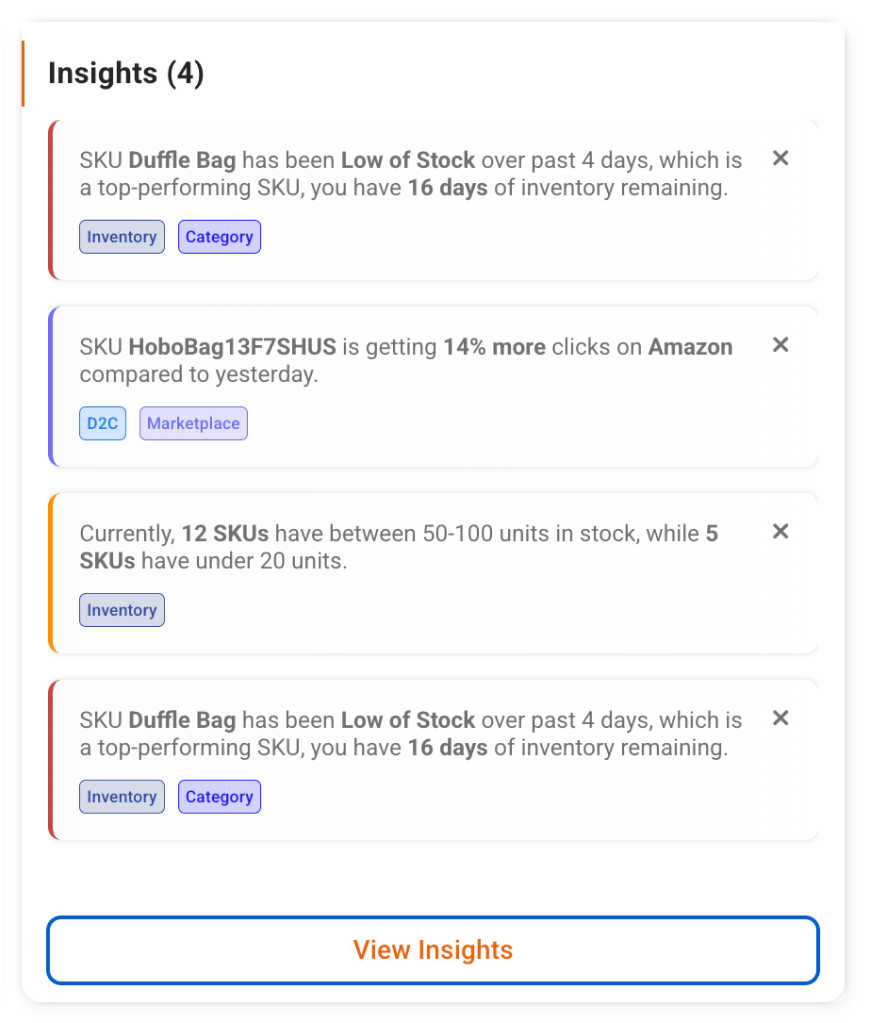 Insights (4)
SKU Duffle Bag has been Low of Stock over past 4 days, which is
a top-performing SKU, you have 16 days of inventory remaining.
Inventory Category
SKU HoboBag13F7SHUS is getting 14% more clicks on Amazon
compared to yesterday.
D2C Marketplace
Currently, 12 SKUs have between 50-100 units in stock, while 5
SKUs have under 20 units.
Inventory
SKU Duffle Bag has been Low of Stock over past 4 days, which is
a top-performing SKU, you have 16 days of inventory remaining.
Inventory Category
View Insights